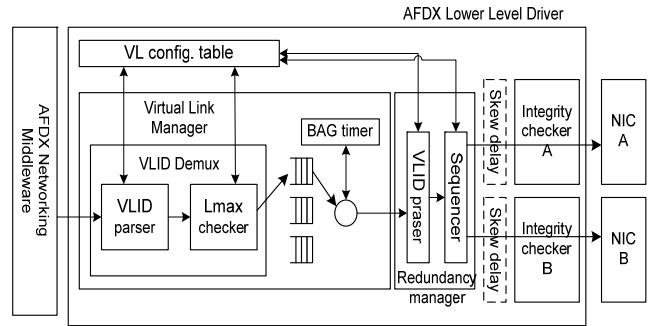 AFDX Lower Level Driver
AFDX Networking
Middleware
VL config. table
Virtual Link
Manager
BAG timer
VLID Demux
VLID
parser
Lmax
checker
VLID praser
Sequencer
Redundancy
manager
Skew delay
Integrity
checker
A
NIC
A
Skew delay
Integrity
checker
B
NIC
B